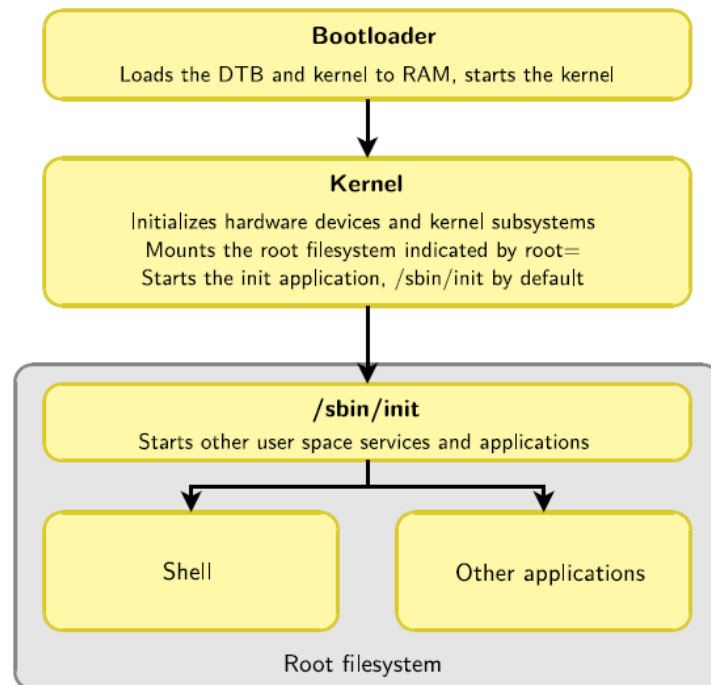 Bootloader
Loads the DTB and kernel to RAM, starts the kernel
Kernel
Initializes hardware devices and kernel subsystems
Mounts the root filesystem indicated by root=
Starts the init application, /sbin/init by default
/sbin/init
Starts other user space services and applications
Shell
Other applications
Root filesystem